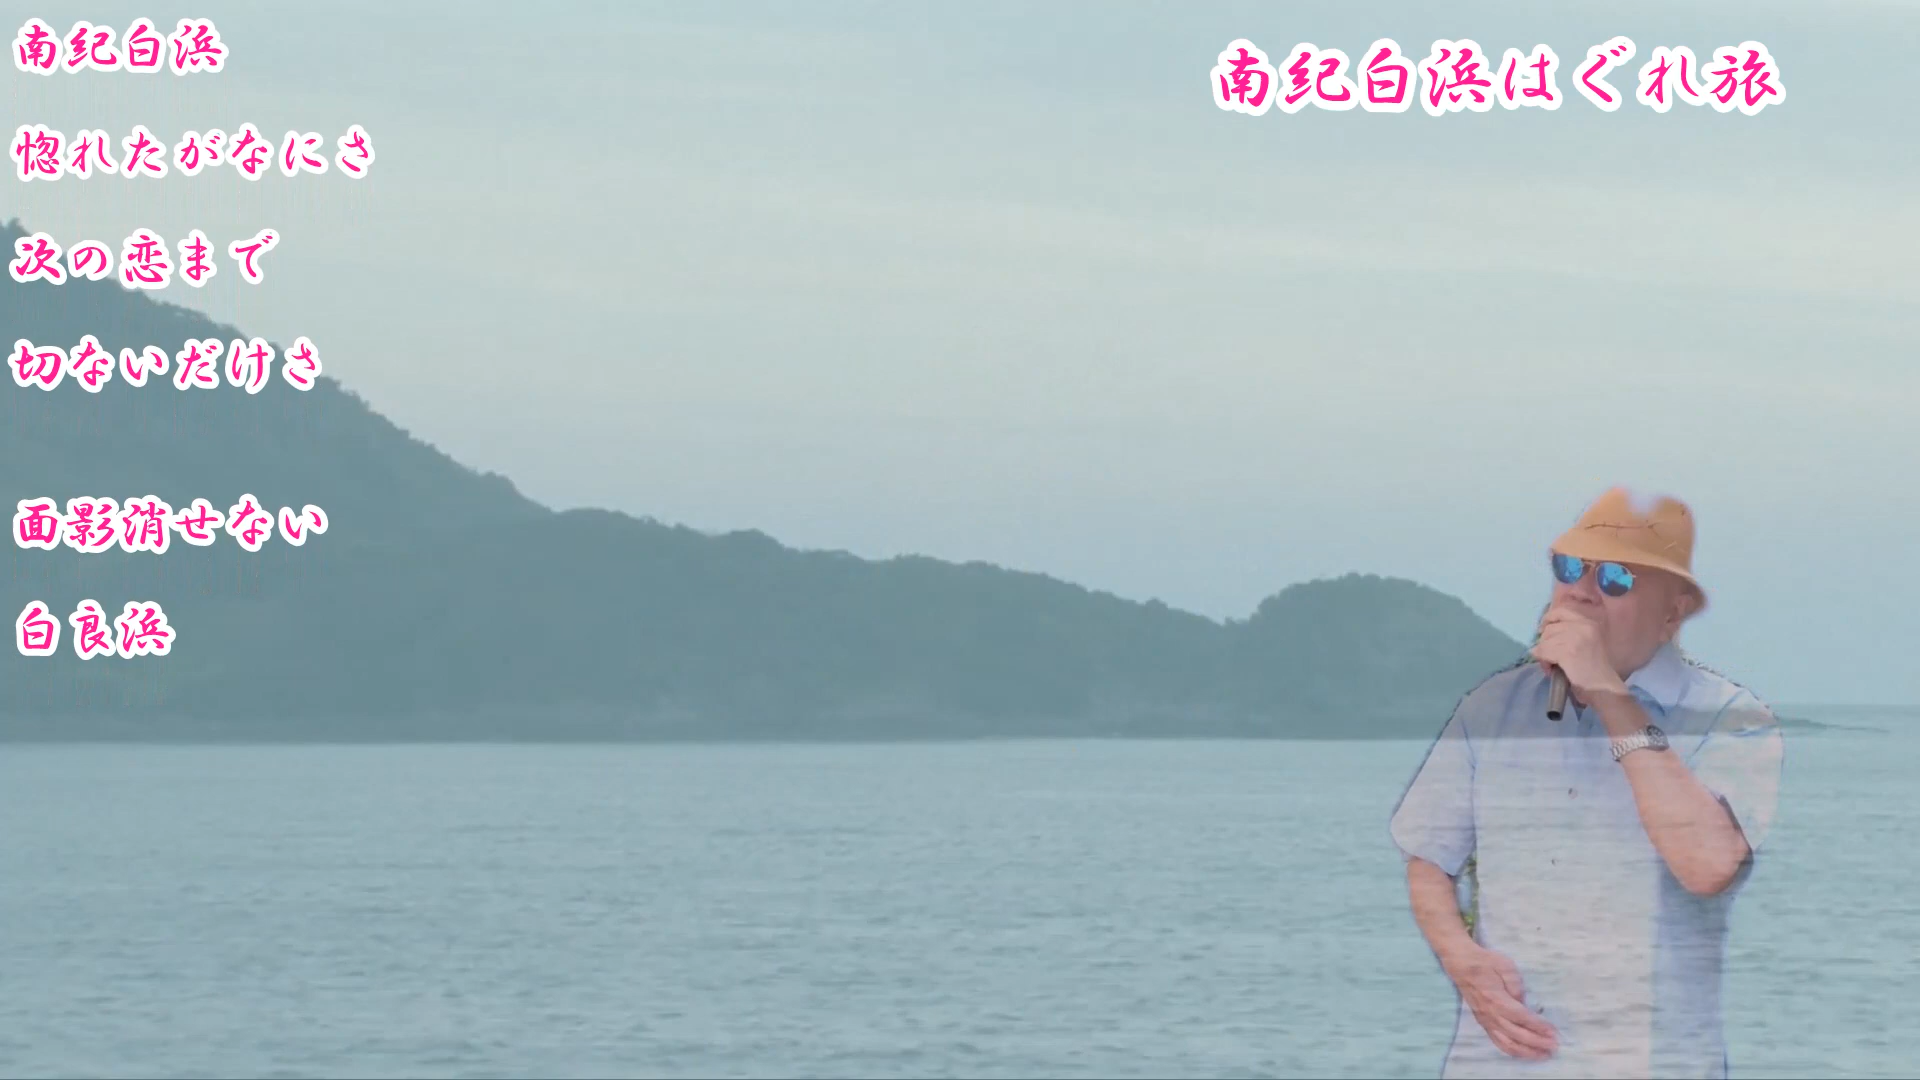 南紀白浜はぐれ旅
南紀白浜
惚れたがなにさ
次の恋まで
切ないだけさ
面影消せない
白良浜